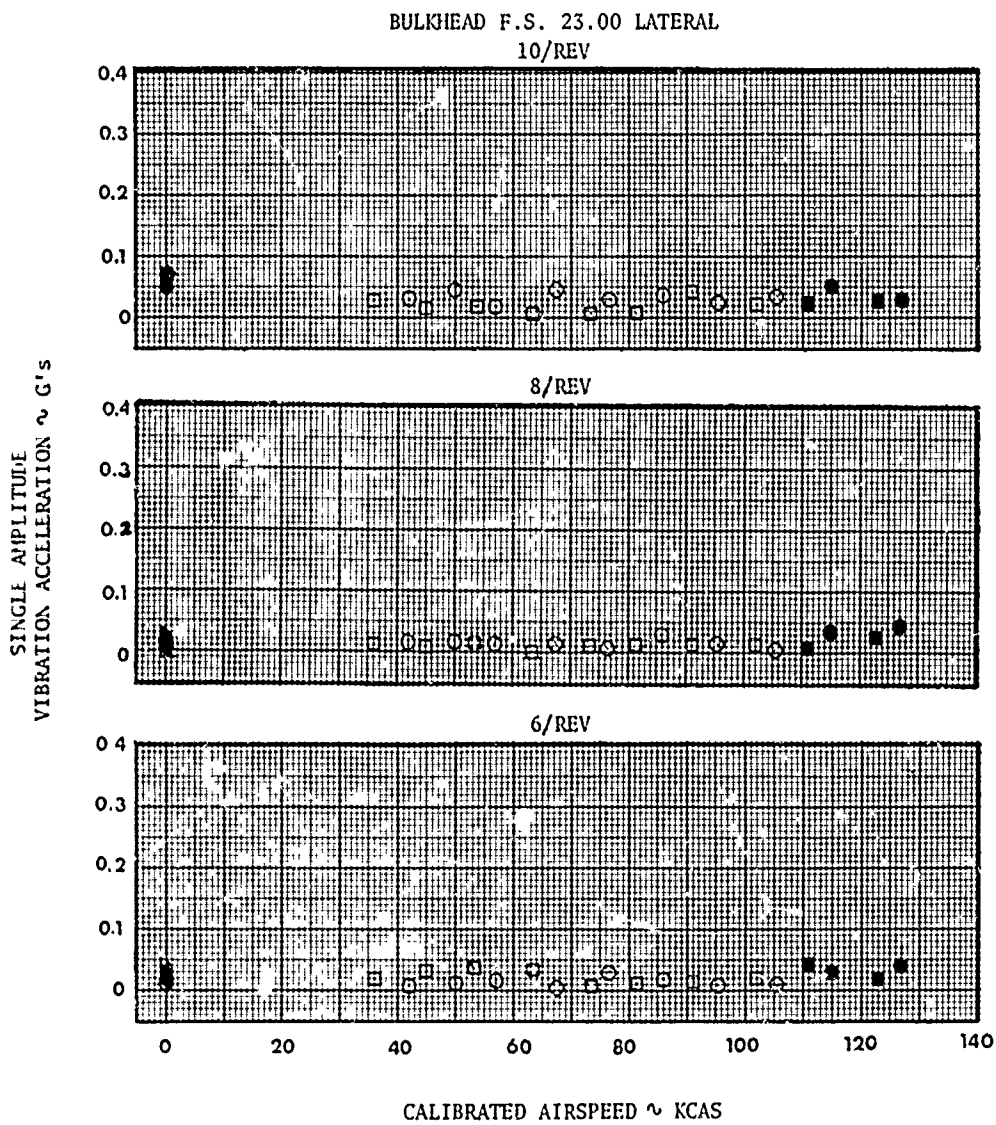 BULKHEAD F.S. 23.00 LATERAL
10/REV
0.4
0.3
0.2
0.1
0
8/REV
0.4
0.3
0.2
0.1
0
6/REV
0 4
0.3
0.2
0.1
0
0 20 40 60 80 100 120 140
SINGLE AMPLITUDE
VIBRATION ACCELERATION ~ G's
CALIBRATED AIRSPEED ~ KCAS